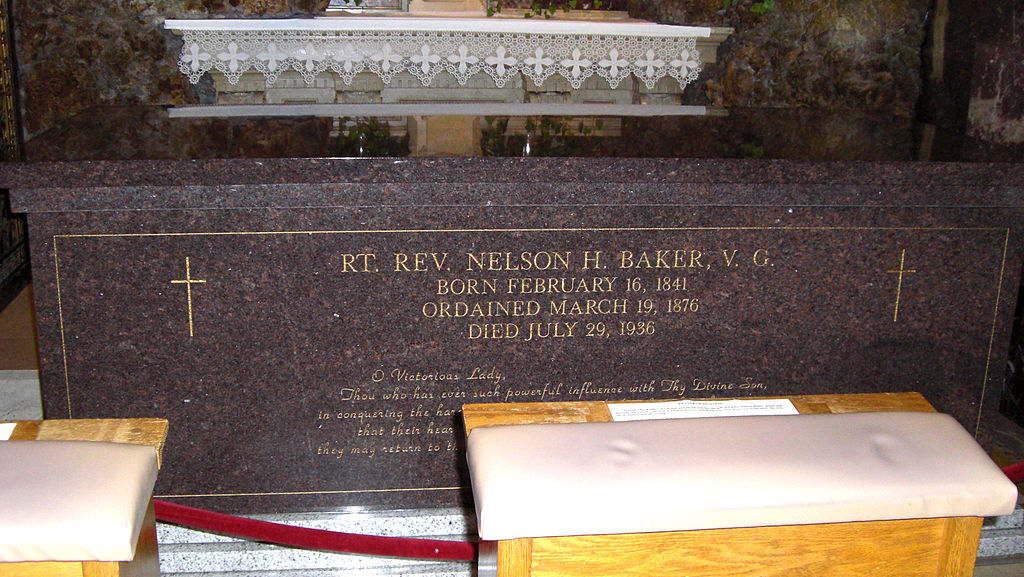 RT. REV. NELSON H. BAKER, V. G.
BORN FEBRUARY 16, 1841
ORDAINED MARCH 19, 1876
DIED JULY 29, 1936
O Victorious Lady,
Thou who has ever such powerful influence with Thy Divine Son,
in conquering the
that their
they may return to